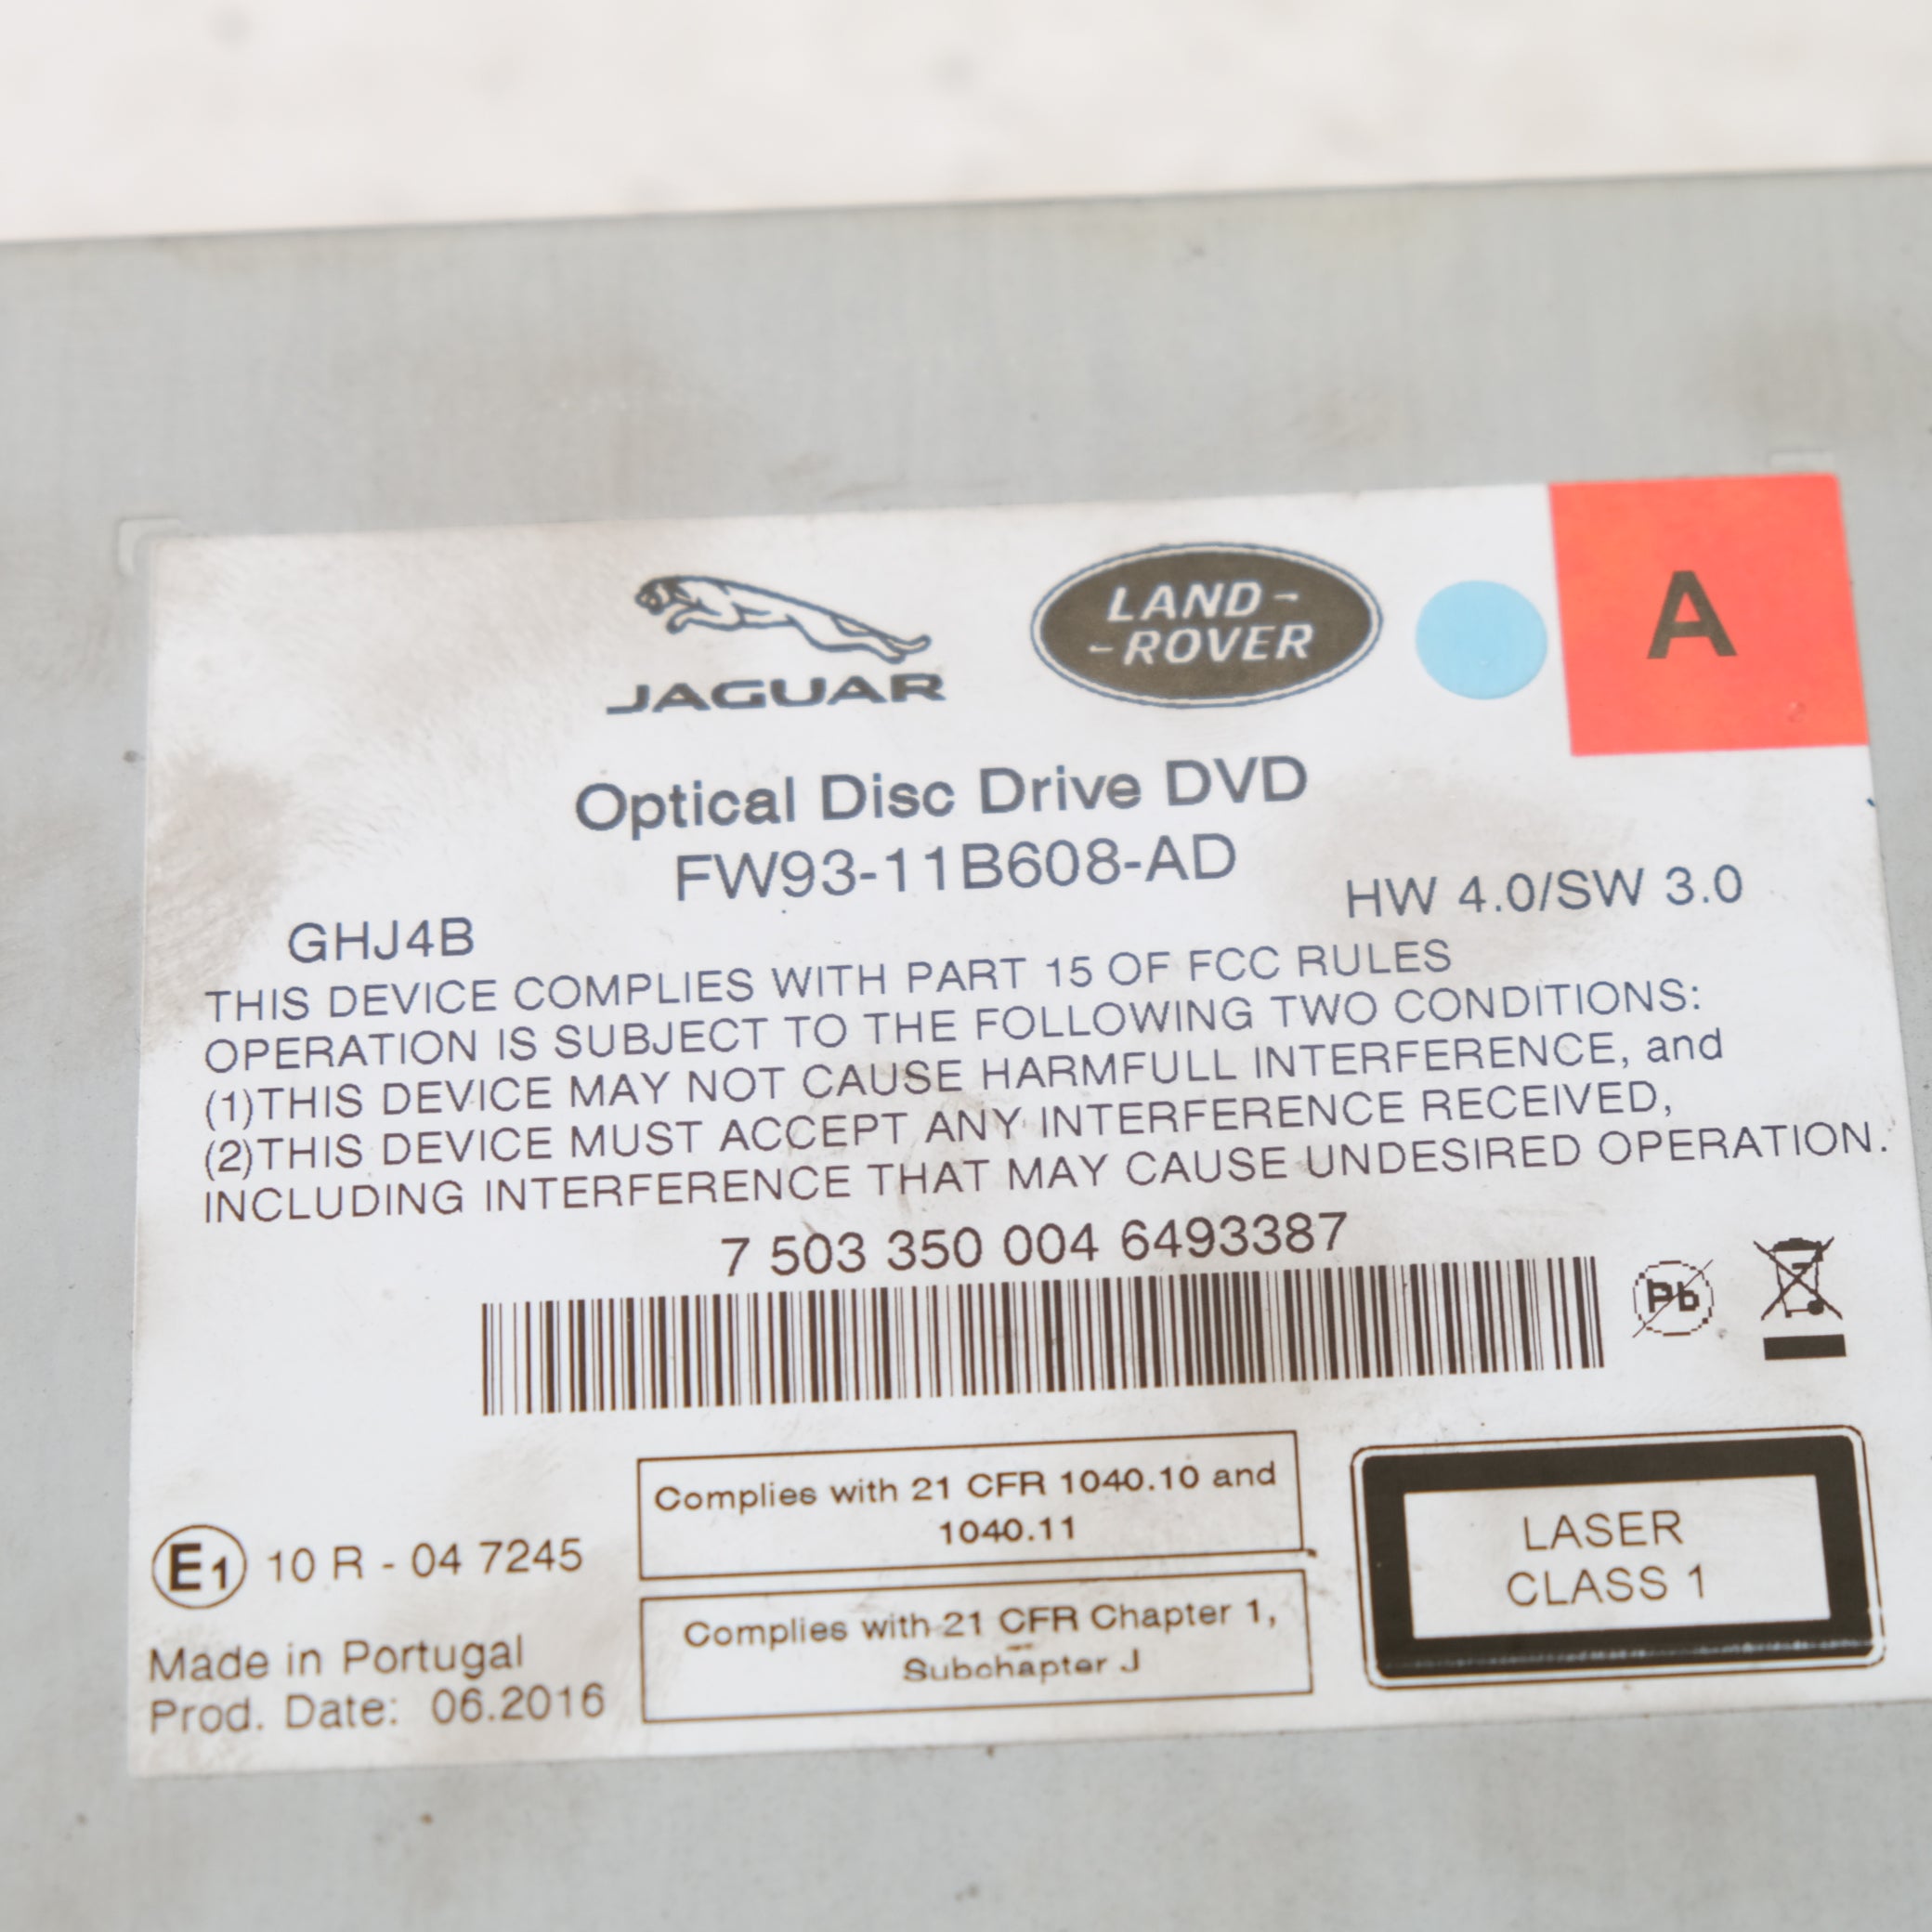 JAGUAR
LAND-
-ROVER
A
Optical Disc Drive DVD
FW93-11B608-AD
GHJ4B
HW 4.0/SW 3.0
THIS DEVICE COMPLIES WITH PART 15 OF FCC RULES
OPERATION IS SUBJECT TO THE FOLLOWING TWO CONDITIONS:
(1)THIS DEVICE MAY NOT CAUSE HARMFULL INTERFERENCE, and
(2)THIS DEVICE MUST ACCEPT ANY INTERFERENCE RECEIVED,
INCLUDING INTERFERENCE THAT MAY CAUSE UNDESIRED OPERATION.
7 503 350 004 6493387
Pb
Complies with 21 CFR 1040.10 and
1040.11
Complies with 21 CFR Chapter 1,
Subchapter J
LASER
CLASS 1
E1 10 R - 04 7245
Made in Portugal
Prod. Date: 06.2016